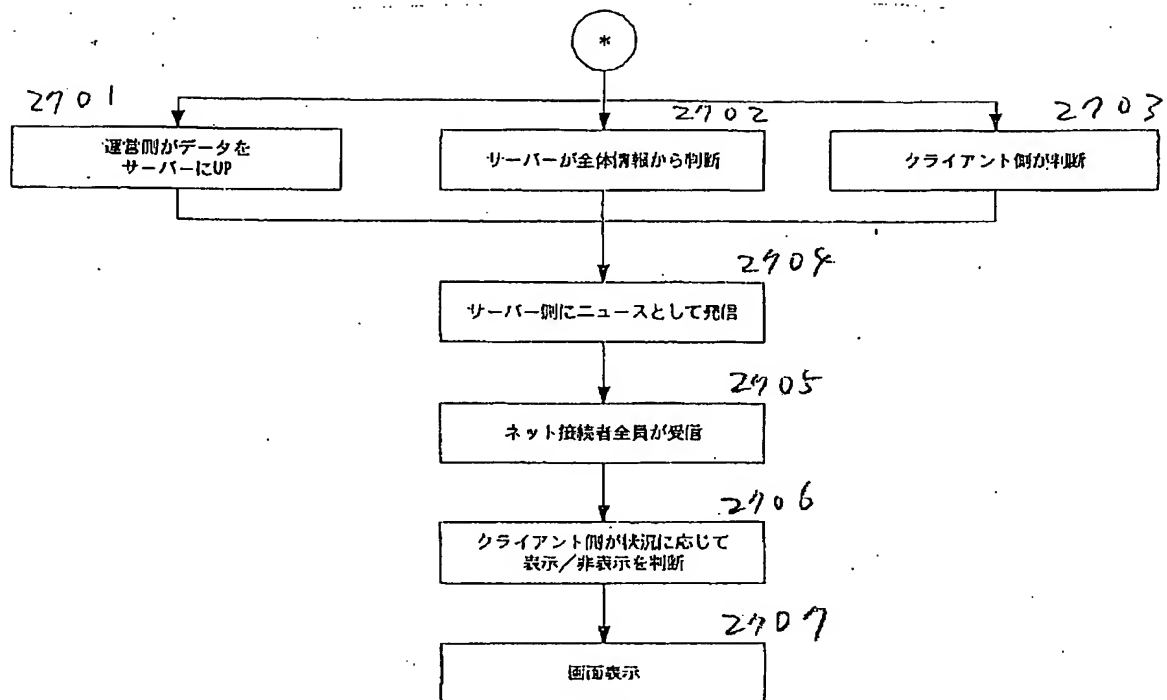 *
2701
運営側がデータを
サーバーにUP
2702
サーバーが全体情報から判断
2703
クライアント側が判断
2704
サーバー側にニュースとして発信
2705
ネット接続者全員が受信
2706
クライアント側が状況に応じて
表示/非表示を判断
2707
画面表示